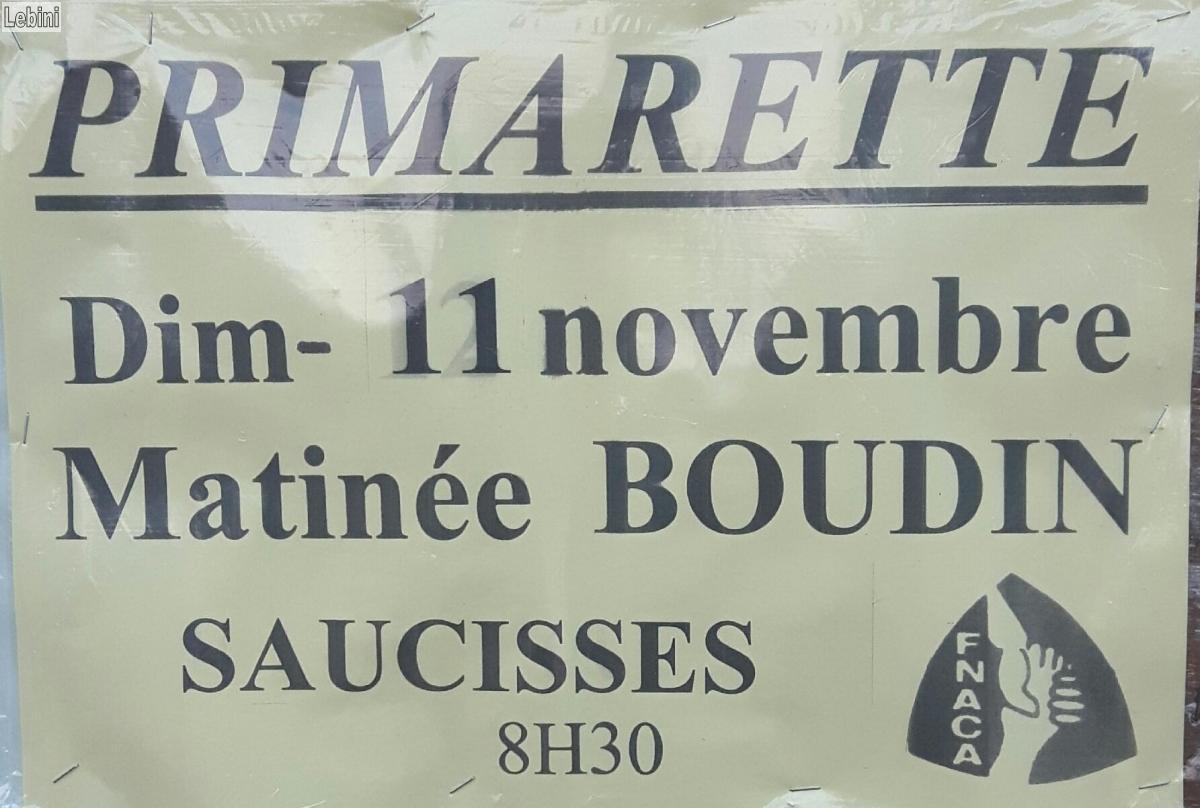 Lebini
PRIMARETTE
Dim- 11 novembre
Matinée BOUDIN
SAUCISSES
8H30
FNACA